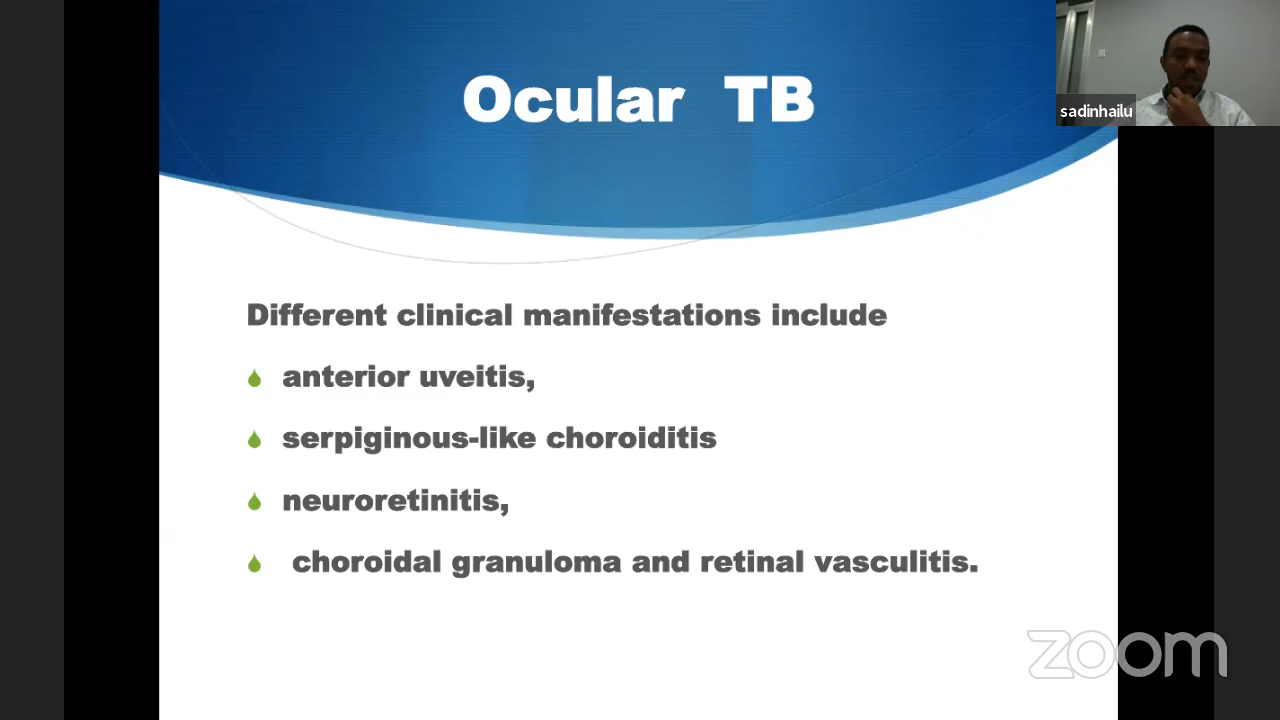 Ocular TB
sadinhailu
Different clinical manifestations include
anterior uveitis,
serpiginous-like choroiditis
neuroretinitis,
choroidal granuloma and retinal vasculitis.
zoom